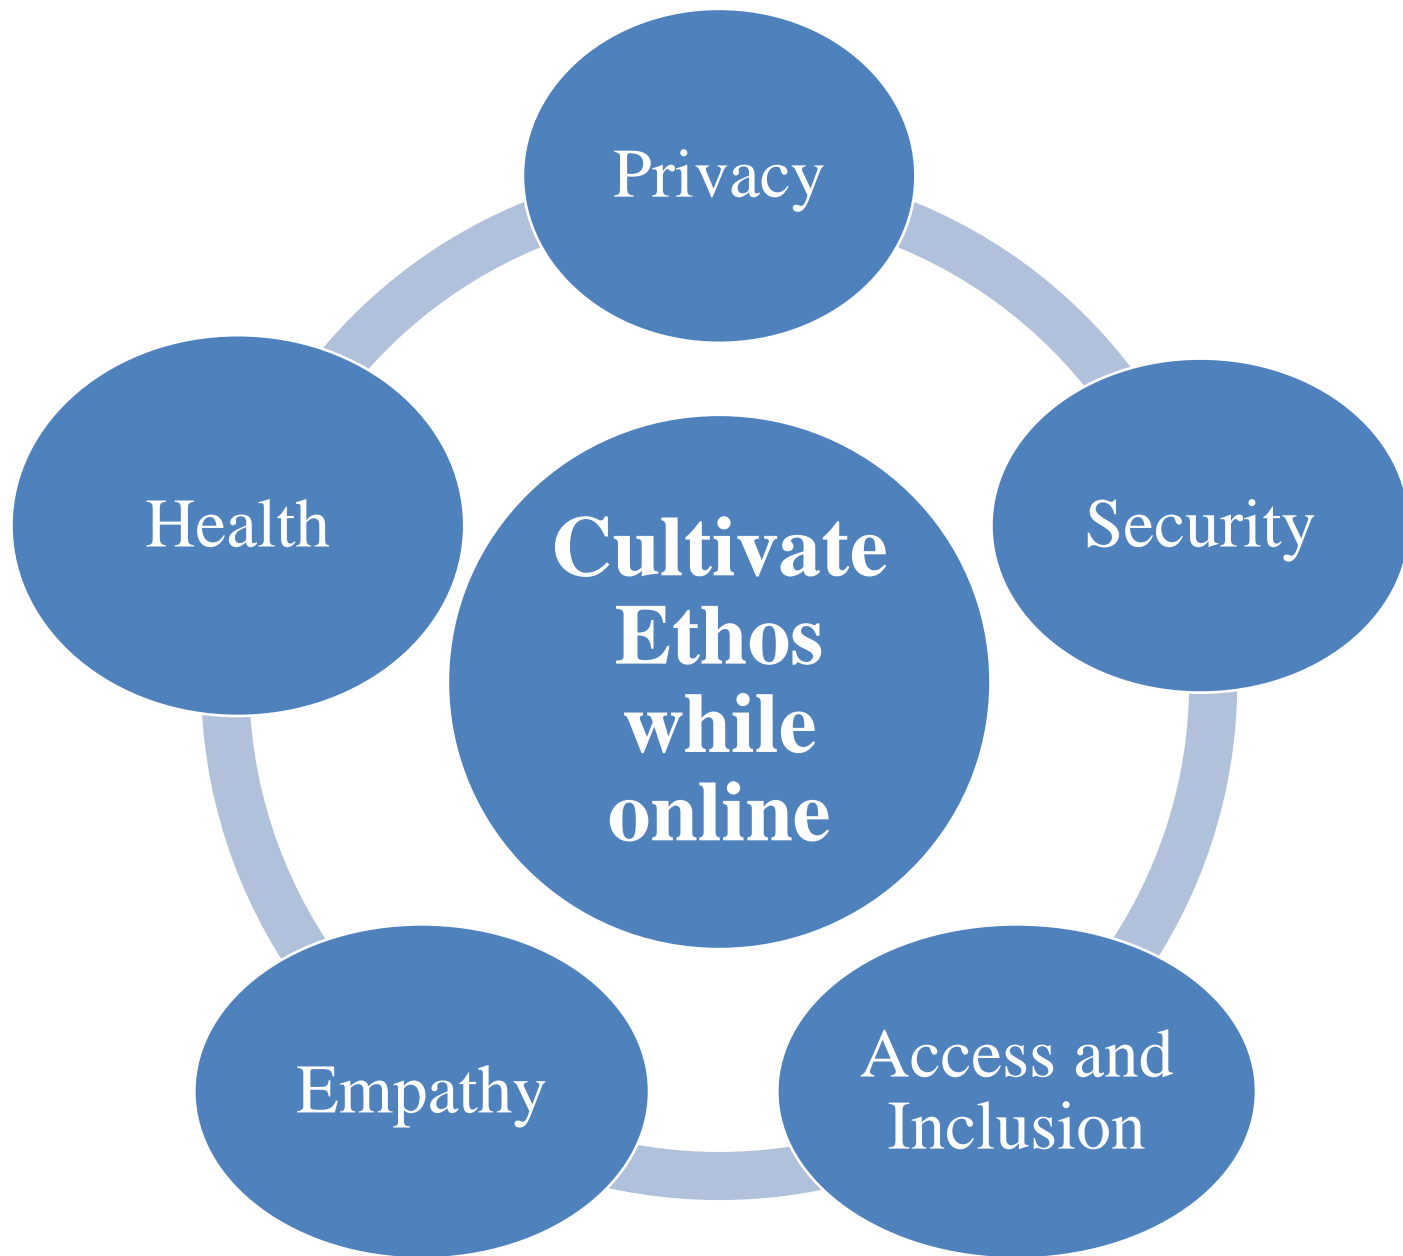 Privacy
Health
Security
Cultivate
Ethos
while
online
Empathy
Access and
Inclusion